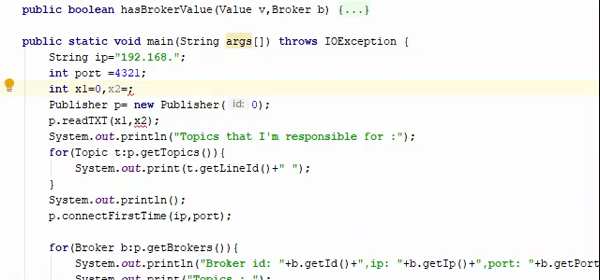 public boolean hasBrokerValue(Value v,Broker b) {...}
public static void main(String args[]) throws IOException {
String ip="192.168.";
int port =4321;
int x1=0,x2=;
Publisher p= new Publisher( id: 0);
p.readTXT(x1,x2);
System.out.println("Topics that I'm responsible for :");
for(Topic t:p.getTopics()){
System.out.print(t.getLineId()+" ");
}
System.out.println();
p.connectFirstTime(ip,port);
for(Broker b:p.getBrokers()){
System.out.println("Broker id: "+b.getId()+",ip: "+b.getIp()+",port: "+b.getPort
System.out.print("Topics : ");